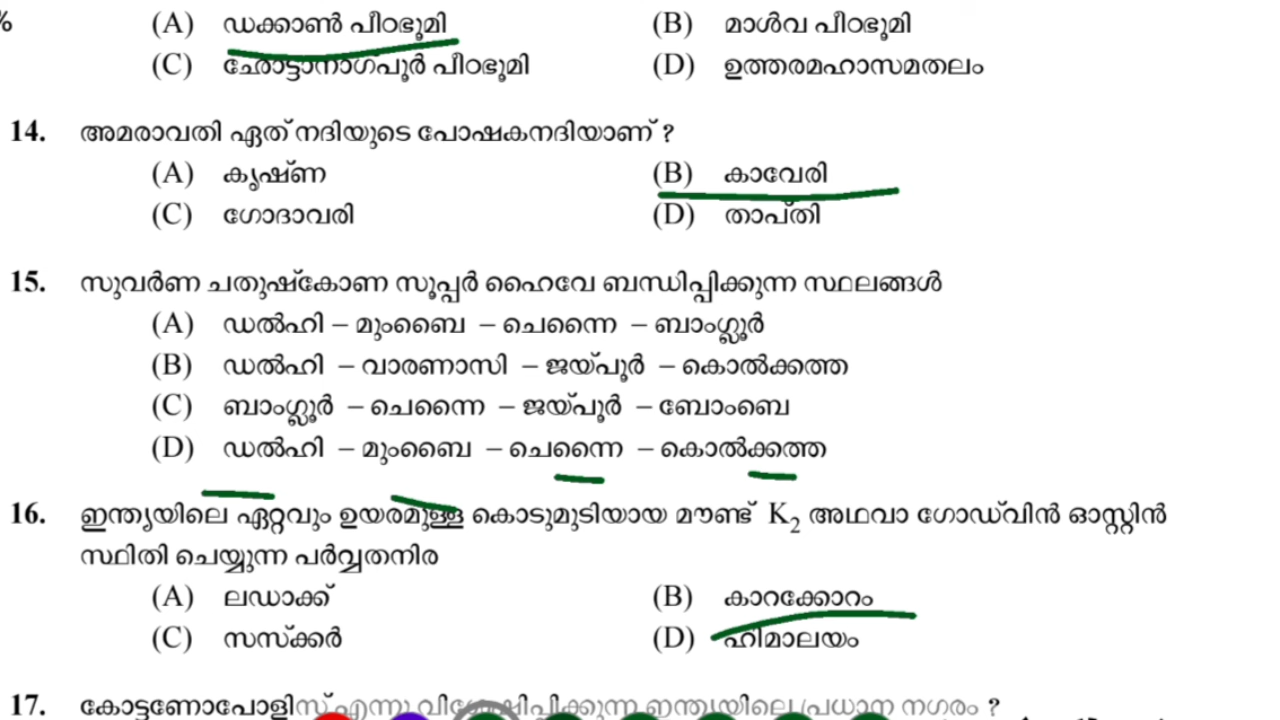 %
(A) ഡക്കാൺ പീഠഭൂമി (B) മാൾവ പീഠഭൂമി
(C) ഛോട്ടാനാഗപൂർ പീഠഭൂമി (D) ഉത്തരമഹാസമതലം
14. അമരാവതി ഏത് നദിയുടെ പോഷകനദിയാണ് ?
(A) കൃഷ്ണ (B) കാവേരി
(C) ഗോദാവരി (D) താപ്തി
15. സുവർണ ചതുഷ്കോണ സൂപ്പർ ഹൈവേ ബന്ധിപ്പിക്കുന്ന സ്ഥലങ്ങൾ
(A) ഡൽഹി – മുംബൈ – ചെന്നൈ – ബാംഗ്ലൂർ
(B) ഡൽഹി – വാരണാസി – ജയ്പൂർ – കൊൽക്കത്ത
(C) ബാംഗ്ലൂർ – ചെന്നൈ – ജയ്പൂർ – ബോംബെ
(D) ഡൽഹി – മുംബൈ – ചെന്നൈ – കൊൽക്കത്ത
16. ഇന്ത്യയിലെ ഏറ്റവും ഉയരമുള്ള കൊടുമുടിയായ മൗണ്ട് K₂ അഥവാ ഗോഡ്‌വിൻ ഓസ്റ്റിൻ
സ്ഥിതി ചെയ്യുന്ന പർവ്വതനിര
(A) ലഡാക്ക് (B) കാറക്കോറം
(C) സസ്ക്കർ (D) ഹിമാലയം
17. കോട്ടണോപോളിസ് എന്നു വിശേഷിപ്പിക്കുന്ന ഇന്ത്യയിലെ പ്രധാന നഗരം ?